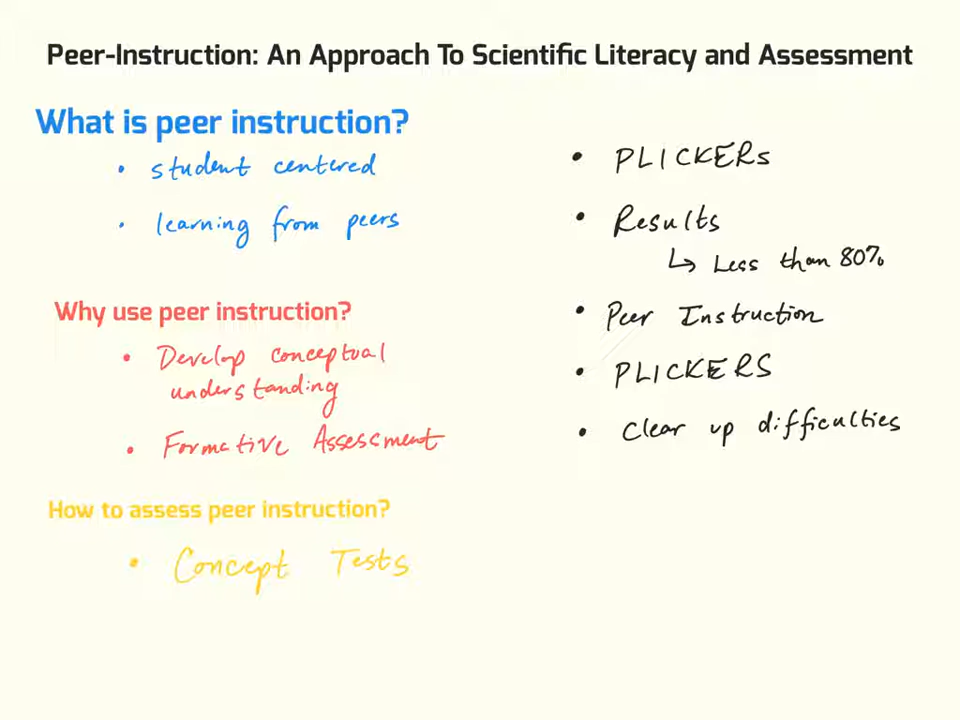 Peer-Instruction: An Approach To Scientific Literacy and Assessment
What is peer instruction?
• student centered
• learning from peers
Why use peer instruction?
• Develop conceptual
understanding
• Formative Assessment
How to assess peer instruction?
• Concept Tests
• PLICKERs
• Results
↳ Less than 80%
• Peer Instruction
• PLICKERS
• Clear up difficulties